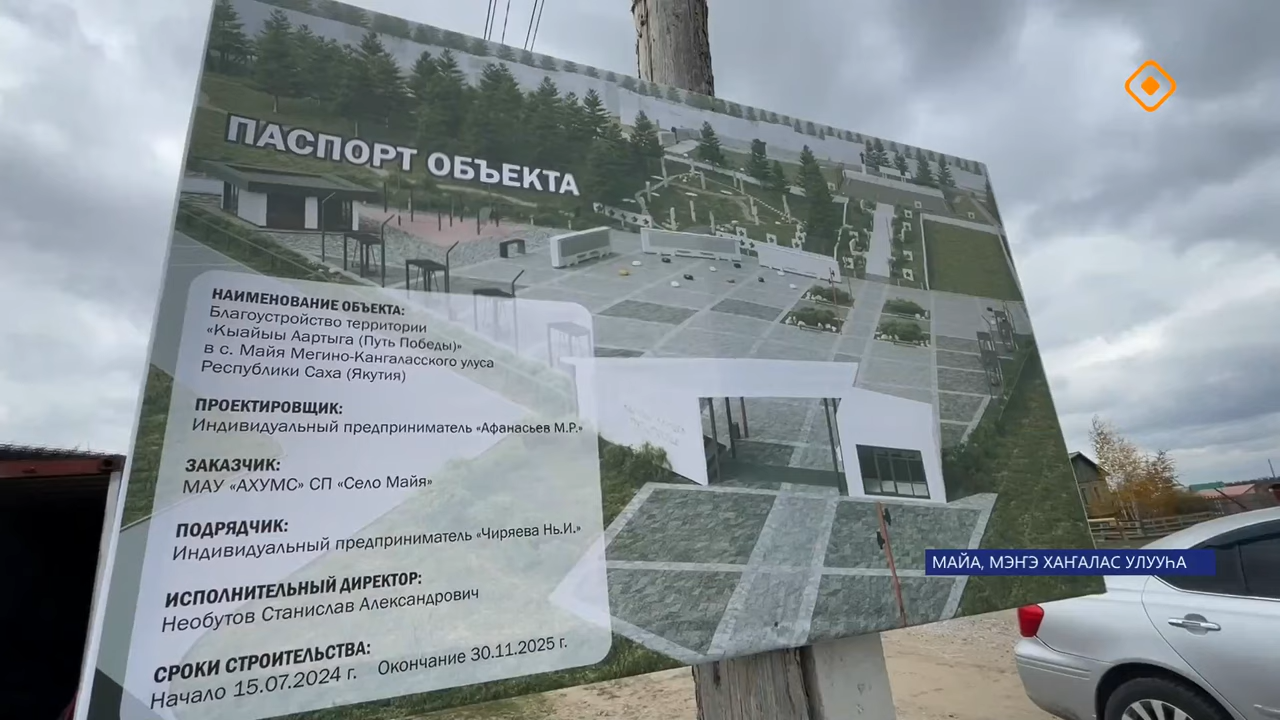 ПАСПОРТ ОБЪЕКТА
НАИМЕНОВАНИЕ ОБЪЕКТА:
Благоустройство территории
«Кыайыы Аартыга (Путь Победы)»
в с. Майя Мегино-Кангаласского улуса
Республики Саха (Якутия)
ПРОЕКТИРОВЩИК:
Индивидуальный предприниматель «Афанасьев М.Р.»
ЗАКАЗЧИК:
МАУ «АХУМС» СП «Село Майя»
ПОДРЯДЧИК:
Индивидуальный предприниматель «Чиряева Нь.И.»
ИСПОЛНИТЕЛЬНЫЙ ДИРЕКТОР:
Необутов Станислав Александрович
СРОКИ СТРОИТЕЛЬСТВА:
Начало 15.07.2024 г. Окончание 30.11.2025 г.
МАЙА, МЭҤЭ ХАҤАЛАС УЛУУҺА